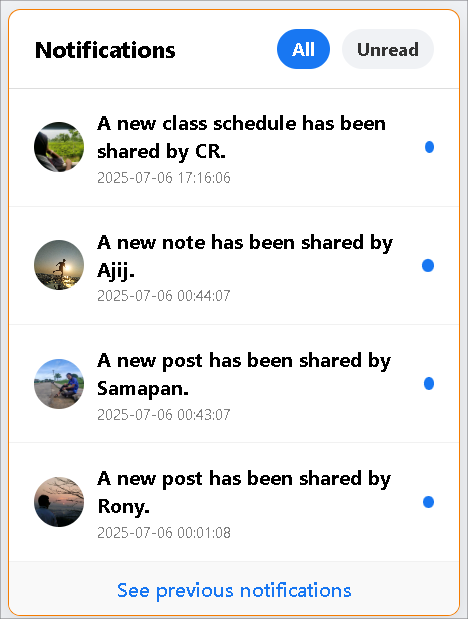 Notifications
All
Unread
A new class schedule has been
shared by CR.
2025-07-06 17:16:06
A new note has been shared by
Ajij.
2025-07-06 00:44:07
A new post has been shared by
Samapan.
2025-07-06 00:43:07
A new post has been shared by
Rony.
2025-07-06 00:01:08
See previous notifications